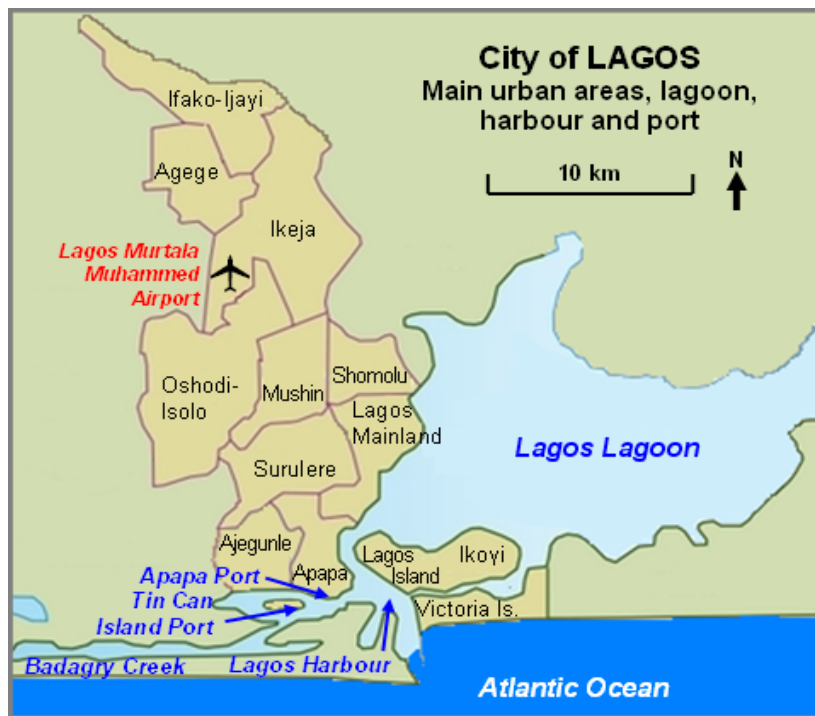 City of LAGOS
Main urban areas, lagoon,
harbour and port
10 km
N
Ifako-Ijayi
Agege
Ikeja
Lagos Murtala
Muhammed
Airport
Oshodi-
Isolo
Mushin
Shomolu
Lagos
Mainland
Surulere
Lagos Lagoon
Ajegunle
Apapa
Lagos
Island
Ikoyi
Apapa Port
Tin Can
Island Port
Victoria Is.
Badagry Creek
Lagos Harbour
Atlantic Ocean